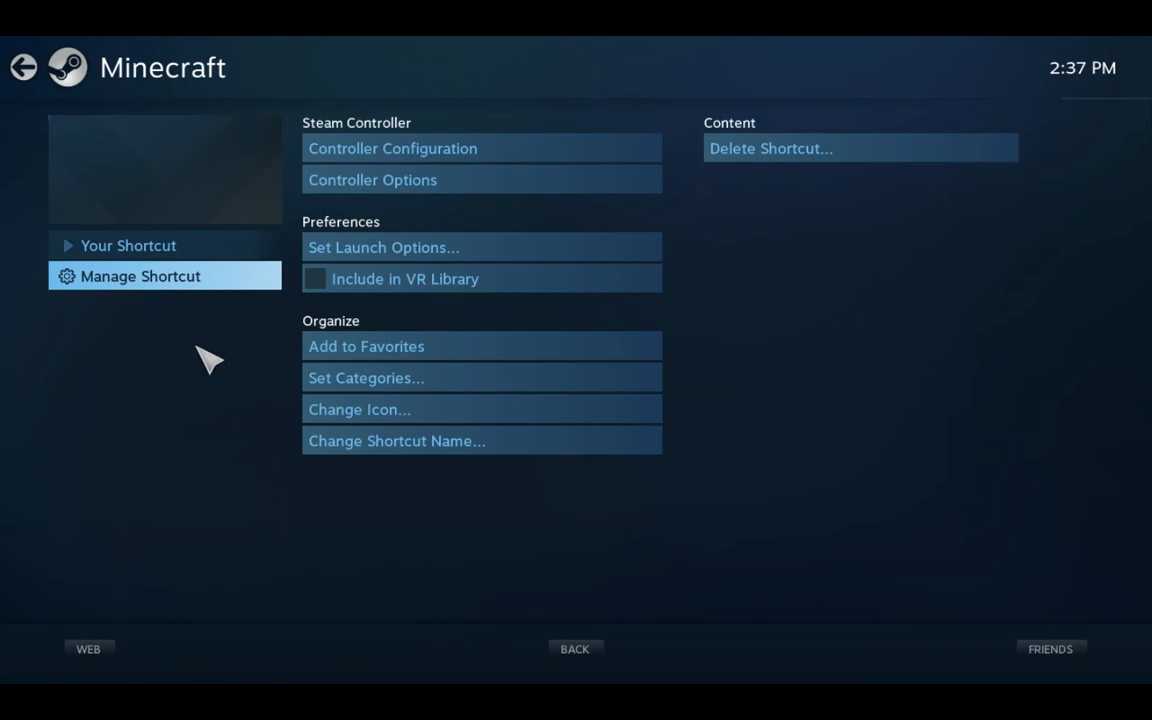 Minecraft
2:37 PM
Your Shortcut
Manage Shortcut
Steam Controller
Controller Configuration
Controller Options
Preferences
Set Launch Options...
Include in VR Library
Organize
Add to Favorites
Set Categories...
Change Icon...
Change Shortcut Name...
Content
Delete Shortcut...
WEB
BACK
FRIENDS